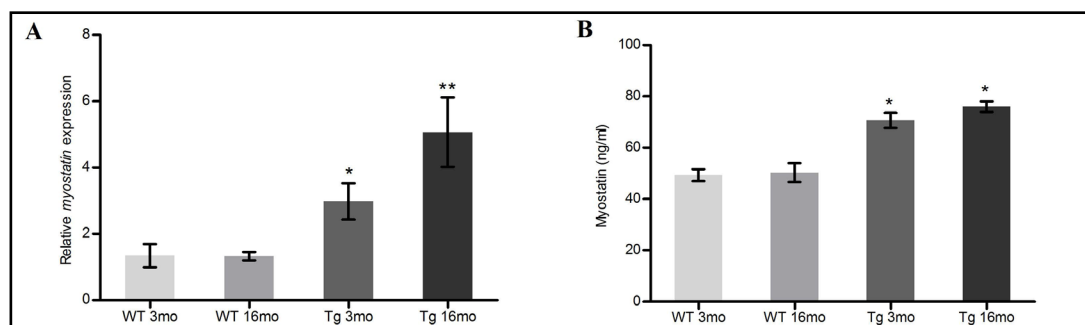 A
Relative myostatin expression
8
6
4
2
0
*
**
WT 3mo WT 16mo Tg 3mo Tg 16mo
B
Myostatin (ng/ml)
100
80
60
40
20
0
*
*
WT 3mo WT 16mo Tg 3mo Tg 16mo